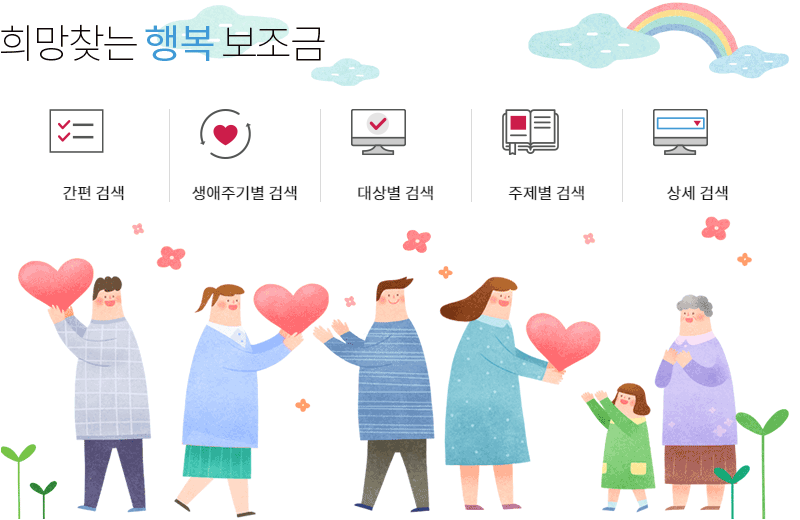 희망찾는 행복 보조금
간편 검색
생애주기별 검색
대상별 검색
주제별 검색
상세 검색